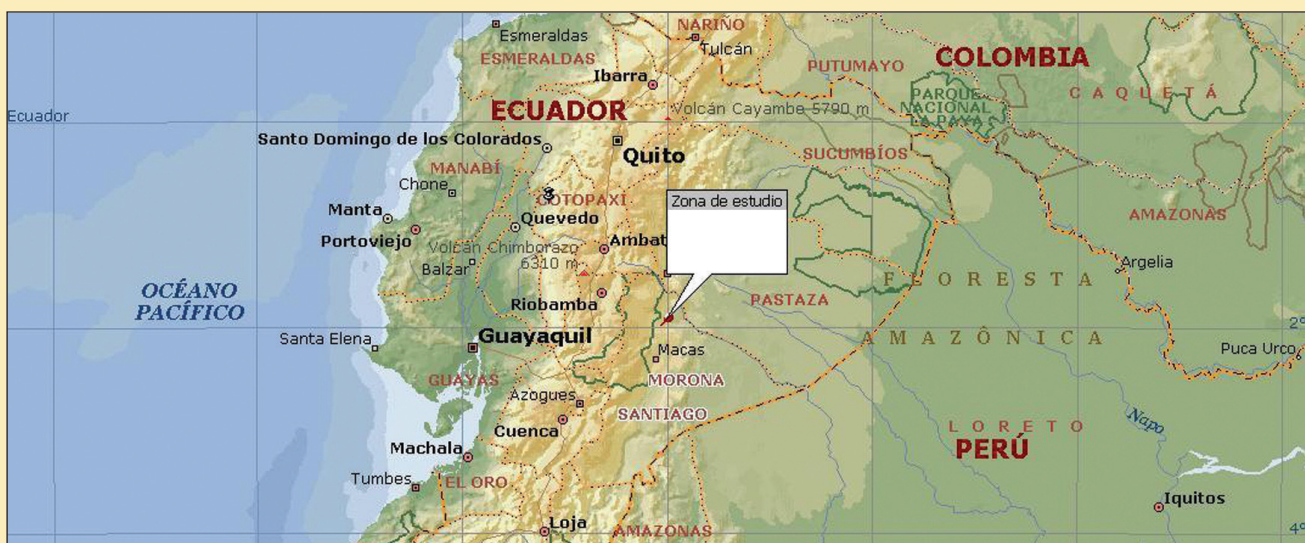 Esmeraldas
NARIÑO
Tulcán
ESMERALDAS
COLOMBIA
PUTUMAYO
Ibarra
PARQUE
NACIONAL
LA PAYA
CAQUETÁ
Ecuador
ECUADOR
Volcán Cayembe 5790 m
Santo Domingo de los Colorados
Quito
SUCUMBÍOS
MANABÍ
Chone
COTOPAXI
Zona de estudio
Manta
Quevedo
AMAZONAS
Portoviejo
Ambat
Volcán Chimborazo
6310 m
Balzar
Argelia
FLORESTA
OCÉANO
PACÍFICO
Riobamba
PASTAZA
2°
Santa Elena
Guayaquil
AMAZÔNICA
Macas
Puca Urco
GUAYAS
MORONA
Azogues
SANTIAGO
Cuenca
Napo
LORETO
Machala
PERÚ
Tumbes
EL ORO
Iquitos
Loja
AMAZONAS
4°